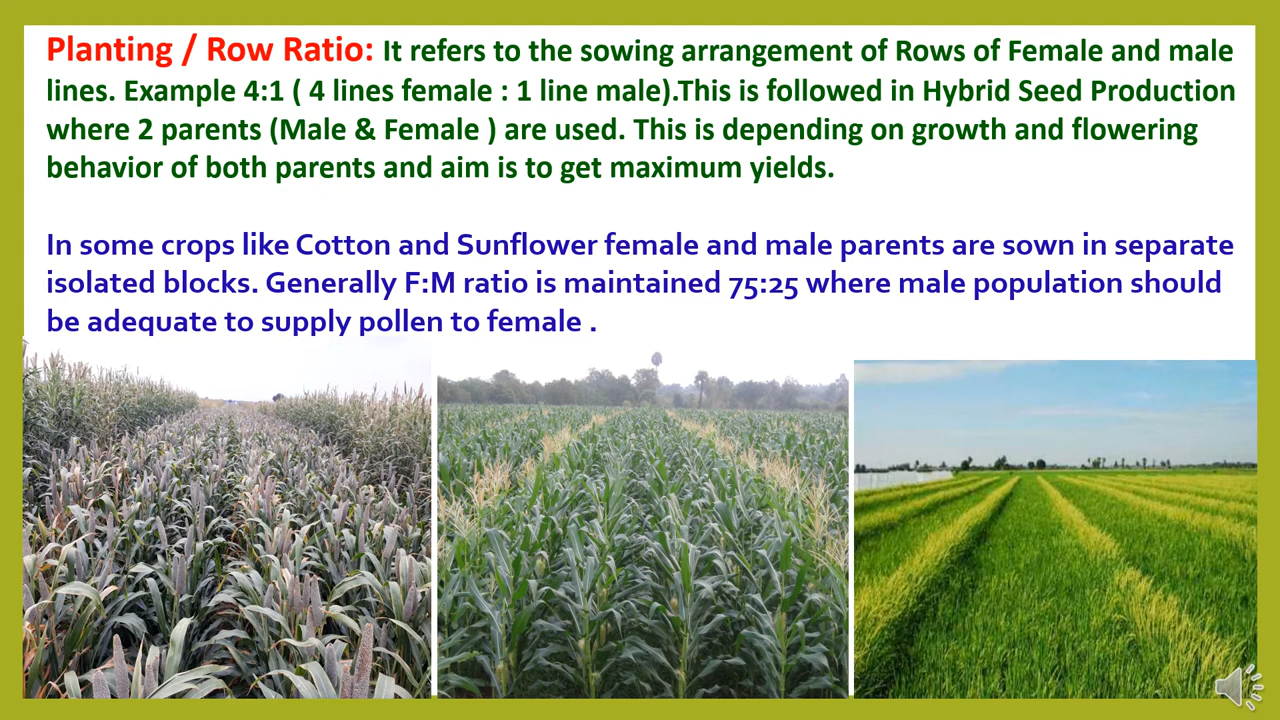 Planting / Row Ratio: It refers to the sowing arrangement of Rows of Female and male
lines. Example 4:1 ( 4 lines female : 1 line male).This is followed in Hybrid Seed Production
where 2 parents (Male & Female ) are used. This is depending on growth and flowering
behavior of both parents and aim is to get maximum yields.
In some crops like Cotton and Sunflower female and male parents are sown in separate
isolated blocks. Generally F:M ratio is maintained 75:25 where male population should
be adequate to supply pollen to female .